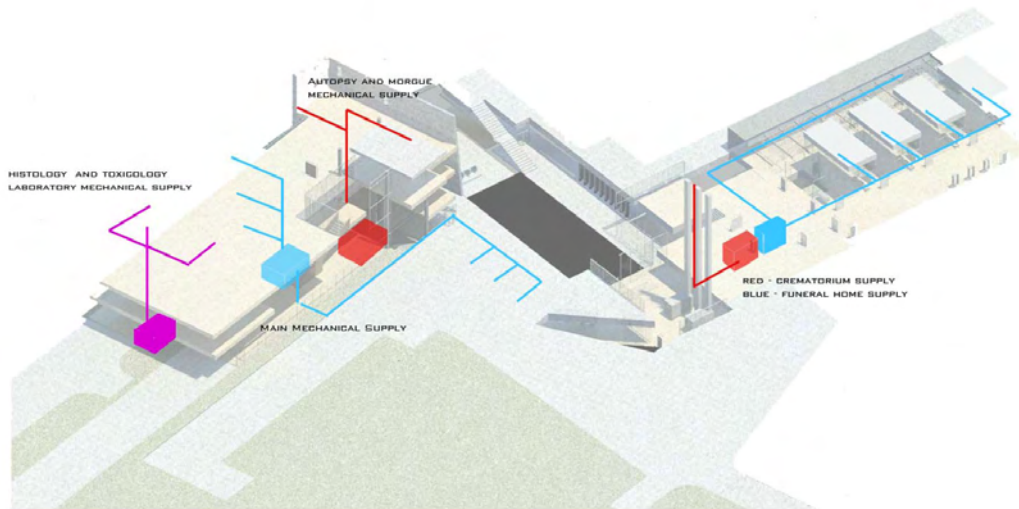 Autopsy and morgue
mechanical supply
histology and toxicology
laboratory mechanical supply
Main Mechanical Supply
red - crematorium supply
blue - funeral home supply